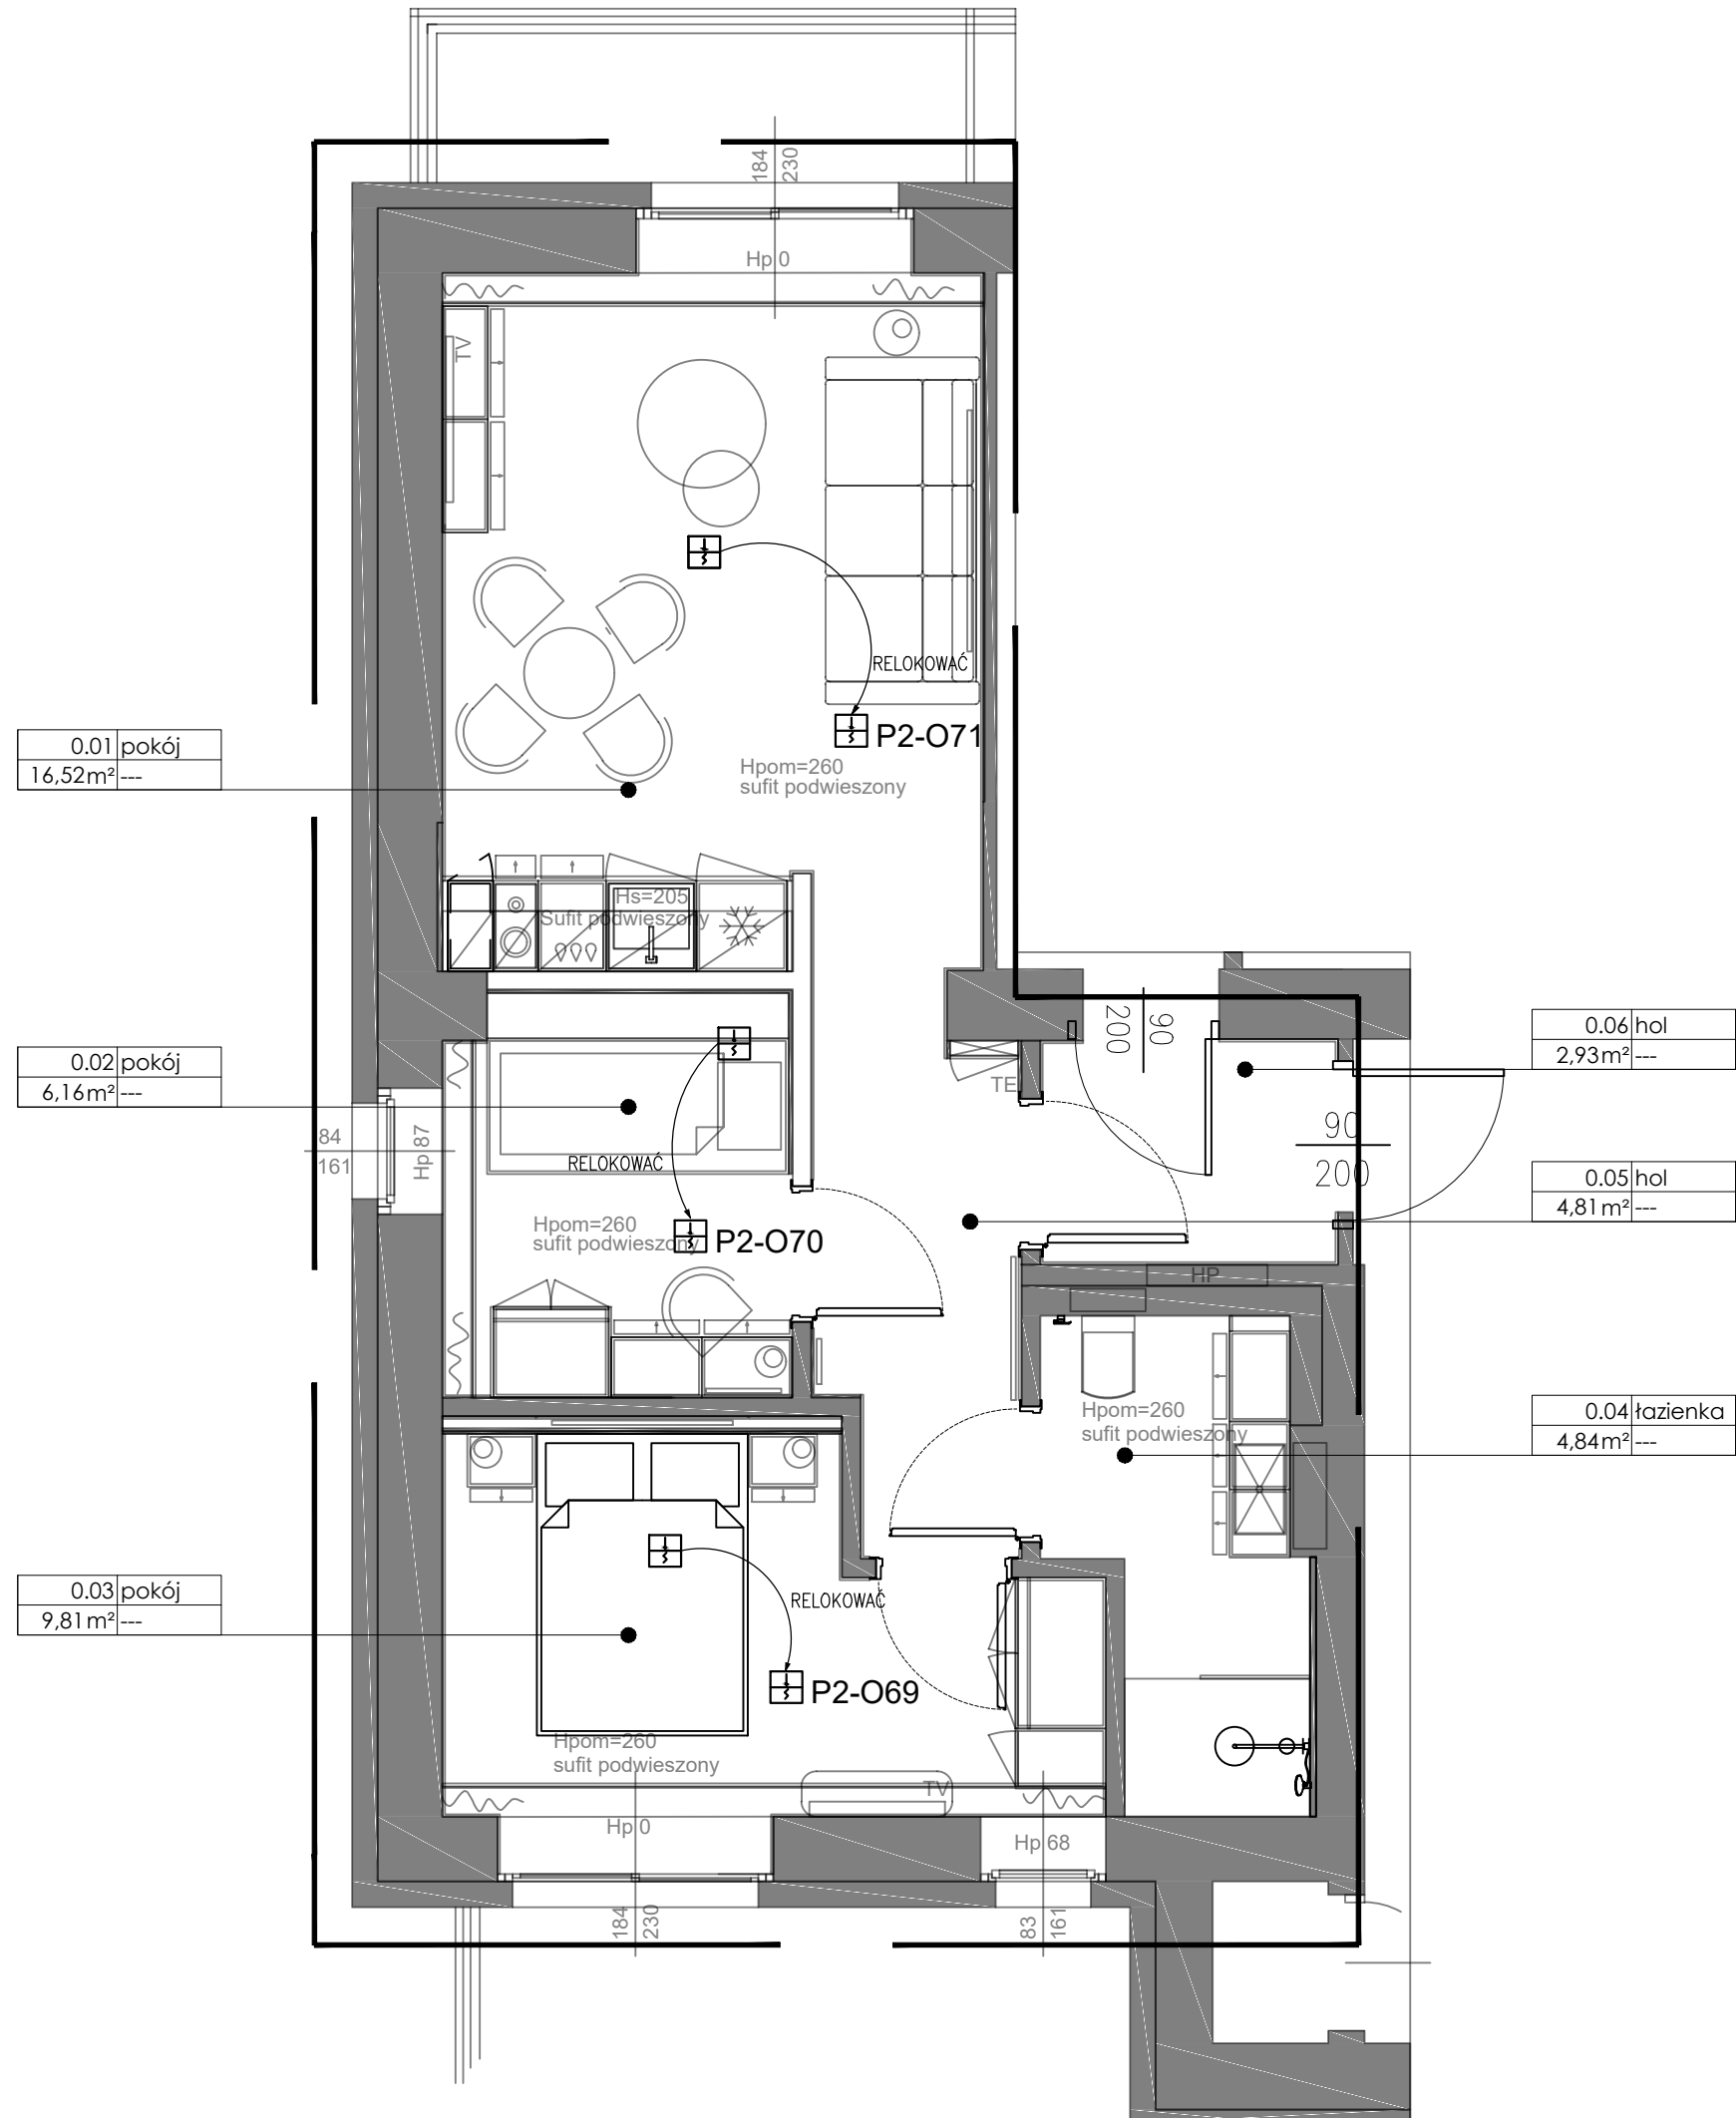 184
230
Hp 0
TV
RELOKOWAĆ
P2-O71
0.01 pokój
16,52m² ---
Hpom=260
sufit podwieszony
Hs=205
Sufit podwieszony
90
200
0.06 hol
2,93m² ---
0.02 pokój
6,16m² ---
TE
84
161
Hp 87
90
200
RELOKOWAĆ
0.05 hol
4,81m² ---
Hpom=260
sufit podwieszony
P2-O70
HP
0.04 łazienka
4,84m² ---
Hpom=260
sufit podwieszony
0.03 pokój
9,81m² ---
RELOKOWAĆ
P2-O69
Hpom=260
sufit podwieszony
TV
Hp 0
Hp 68
184
230
83
161